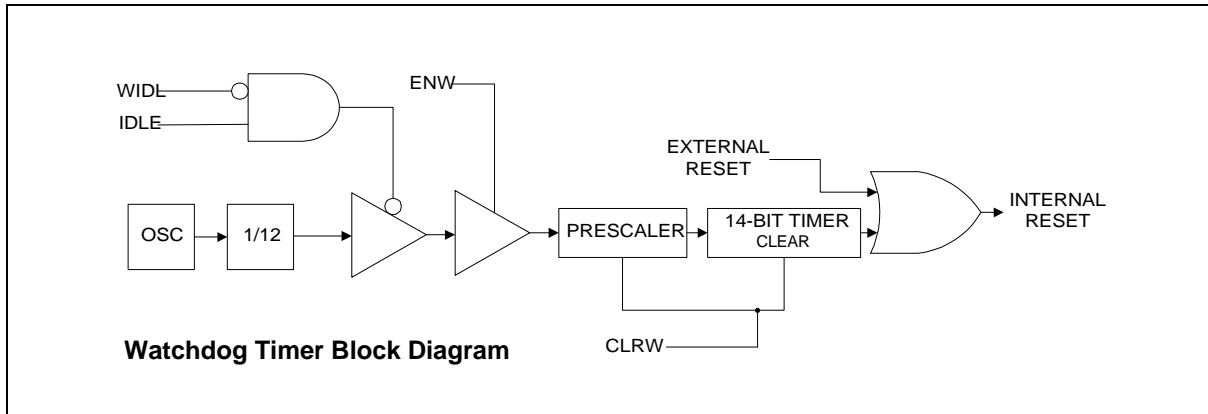 WIDL
IDLE
ENW
EXTERNAL
RESET
OSC
1/12
PRESCALER
14-BIT TIMER
CLEAR
INTERNAL
RESET
CLRW
Watchdog Timer Block Diagram